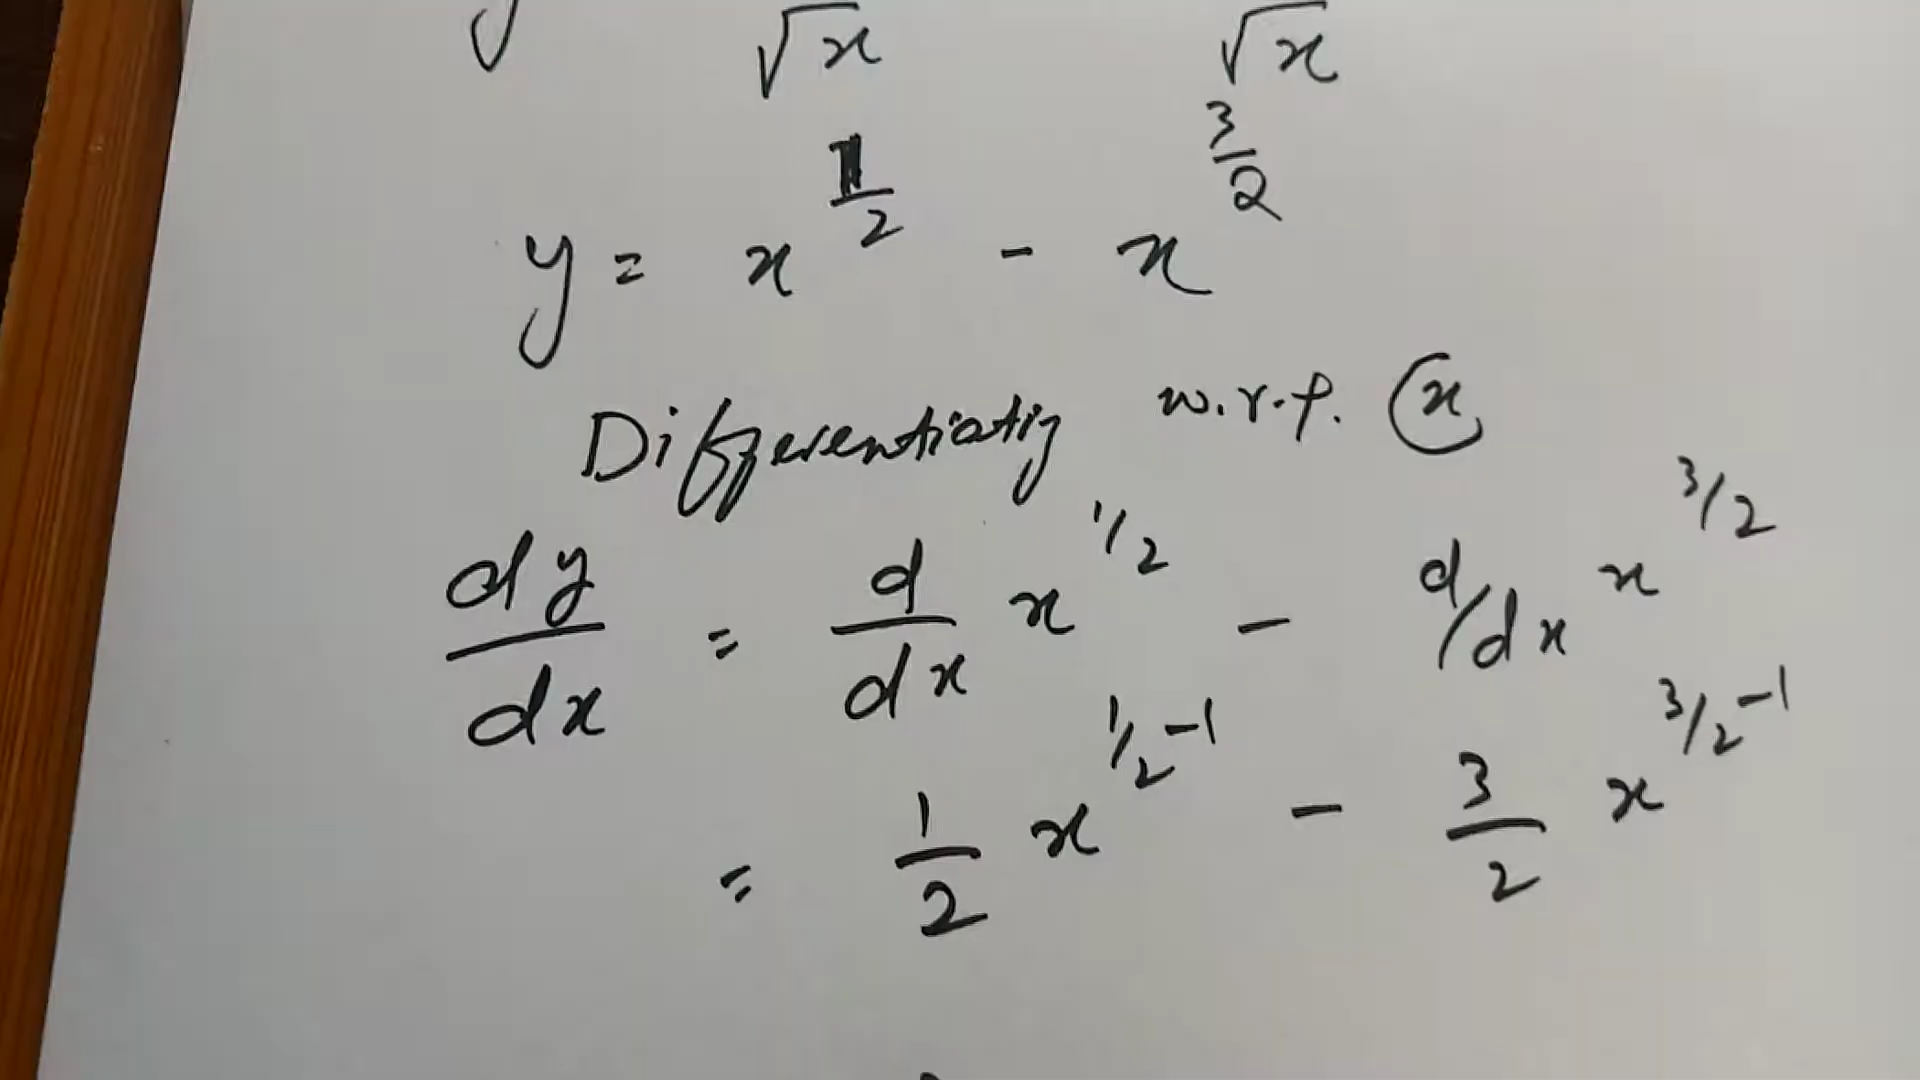 y √x √x
y = x^1/2 - x^3/2
Differentiatig w.r.t. x
dy/dx = d/dx x^1/2 - d/dx x^3/2
= 1/2 x^1/2-1 - 3/2 x^3/2-1